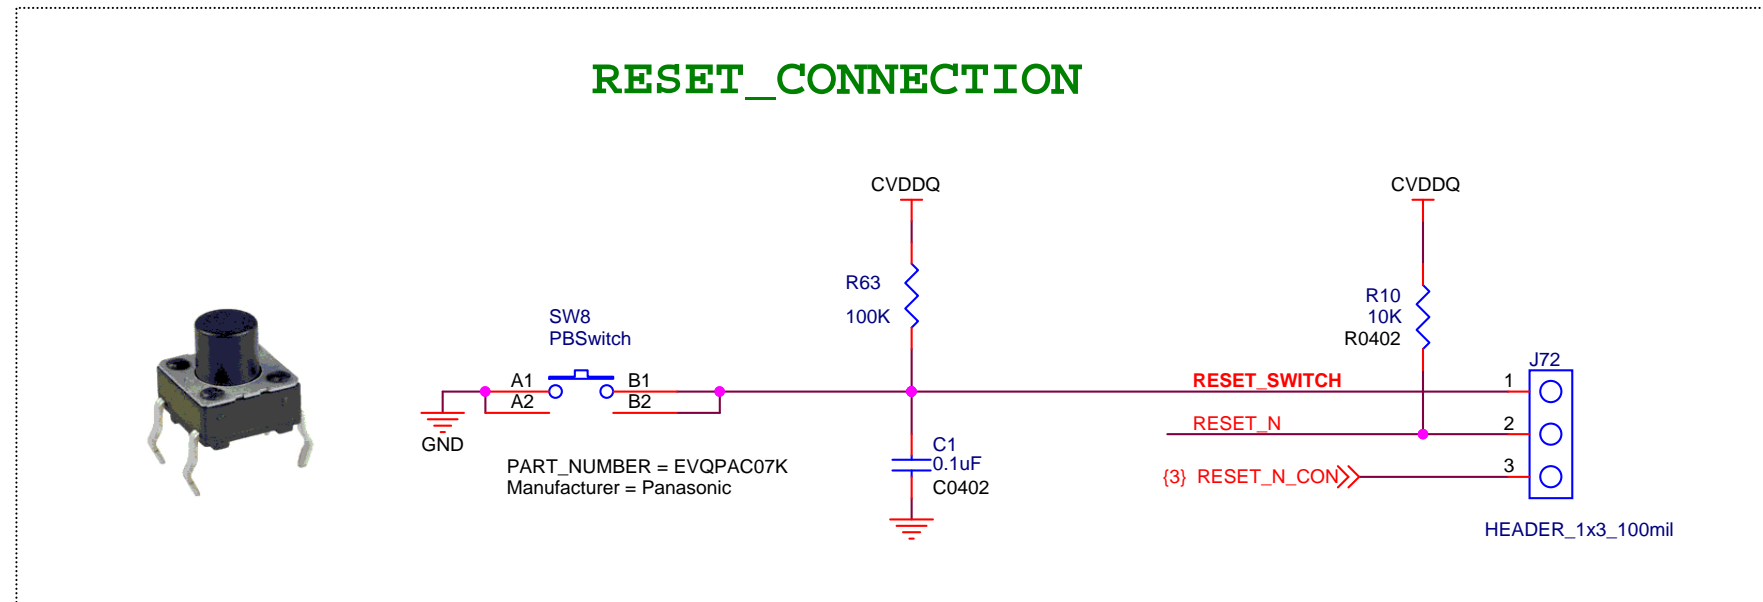 RESET_CONNECTION
CVDDQ
CVDDQ
R63
100K
R10
10K
R0402
SW8
PBSwitch
J72
A1
B1
RESET_SWITCH
1
A2
B2
RESET_N
2
GND
C1
0.1uF
C0402
{3} RESET_N_CON
3
PART_NUMBER = EVQPAC07K
Manufacturer = Panasonic
HEADER_1x3_100mil